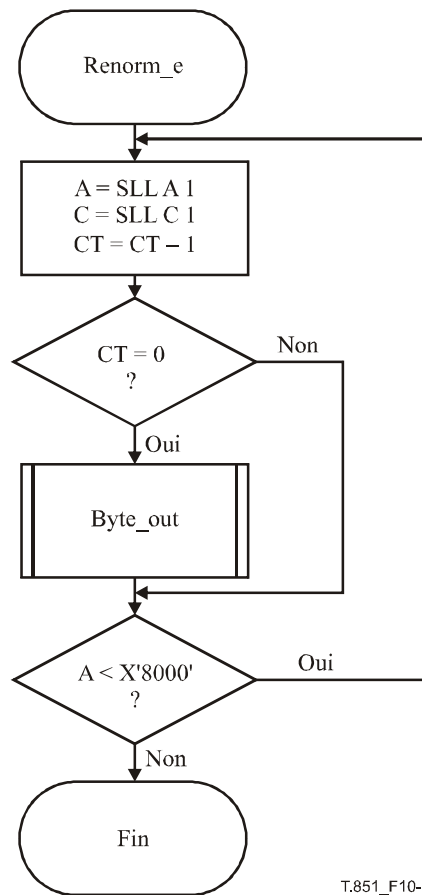 Renorm_e
A = SLL A 1
C = SLL C 1
CT = CT – 1
CT = 0
?
Non
Oui
Byte_out
A < X'8000'
?
Oui
Non
Fin
T.851_F10-